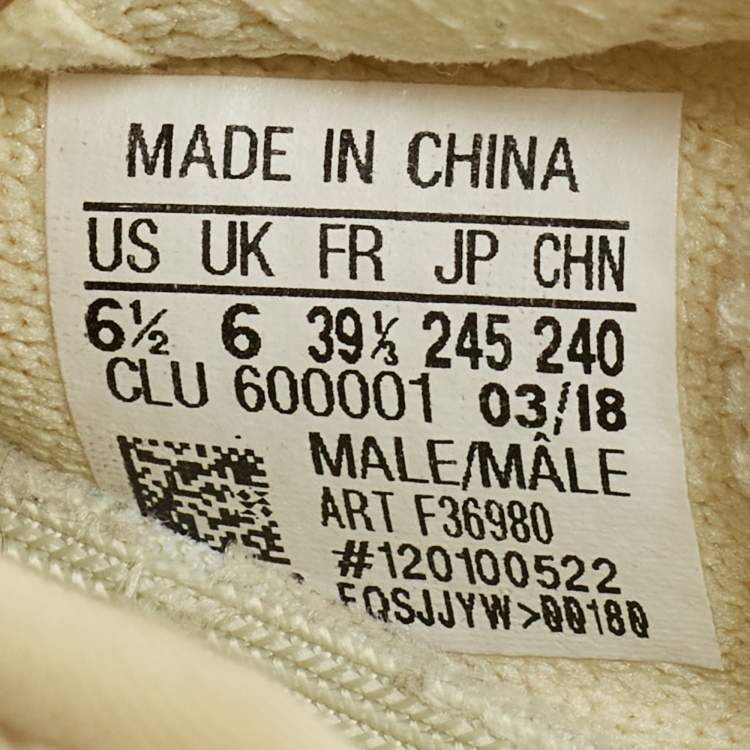 MADE IN CHINA
US UK FR JP CHN
6½ 6 39⅓ 245 240
CLU 600001 03/18
MALE/MÂLE
ART F36980
#120100522
EQSJJYW>00180